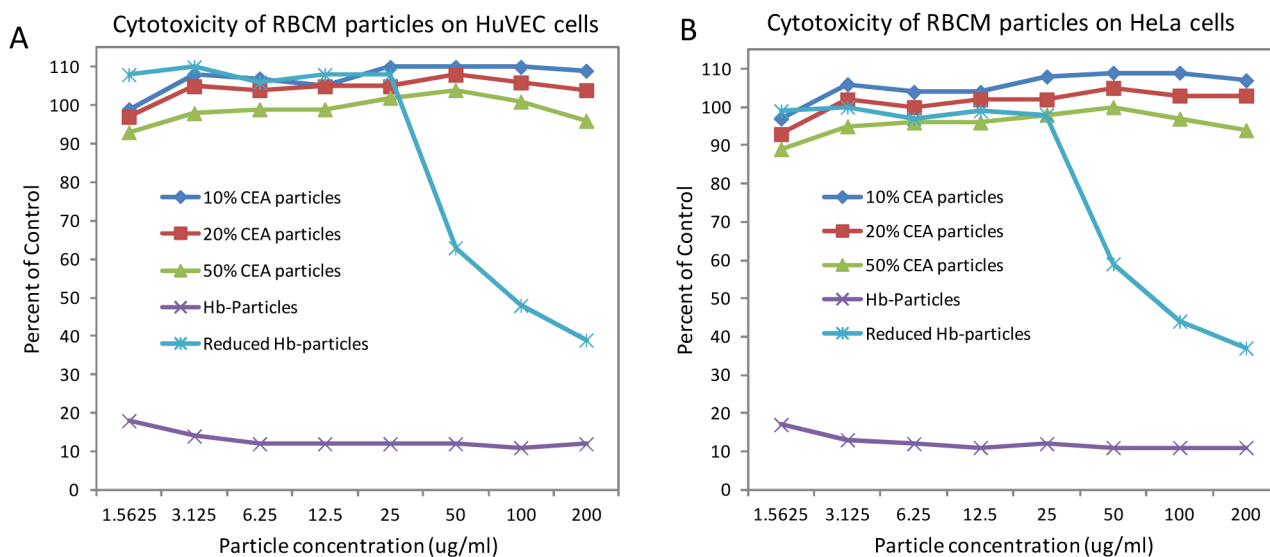 A
Cytotoxicity of RBCM particles on HuVEC cells
Percent of Control
110
100
90
80
70
60
50
40
30
20
10
0
10% CEA particles
20% CEA particles
50% CEA particles
Hb-Particles
Reduced Hb-particles
1.5625 3.125 6.25 12.5 25 50 100 200
Particle concentration (ug/ml)
B
Cytotoxicity of RBCM particles on HeLa cells
Percent of Control
110
100
90
80
70
60
50
40
30
20
10
0
10% CEA particles
20% CEA particles
50% CEA particles
Hb-Particles
Reduced Hb-particles
1.5625 3.125 6.25 12.5 25 50 100 200
Particle concentration (ug/ml)